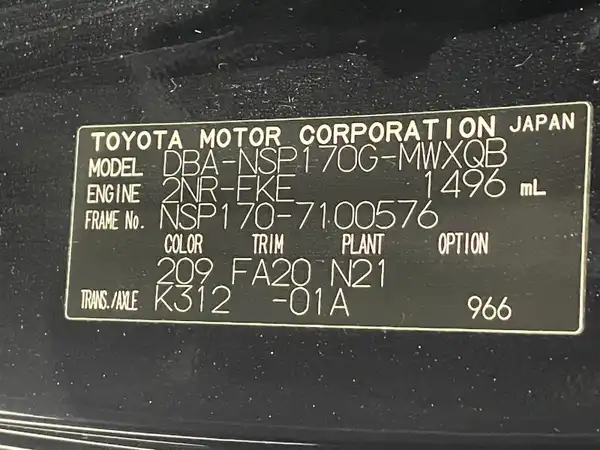 TOYOTA MOTOR CORPORATION JAPAN
MODEL DBA-NSP170G-MWXQB
ENGINE 2NR-FKE 1496 mL
FRAME No. NSP170-7100576
COLOR TRIM PLANT OPTION
209 FA20 N21
TRANS./AXLE K312 -01A 966